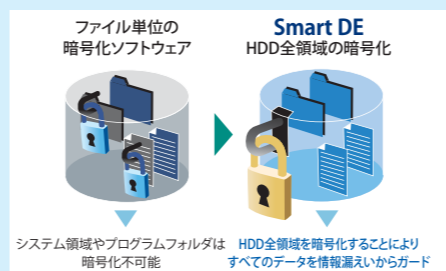 ファイル単位の
暗号化ソフトウェア
Smart DE
HDD全領域の暗号化
システム領域やプログラムフォルダは
暗号化不可能
HDD全領域を暗号化することにより
すべてのデータを情報漏えいからガード